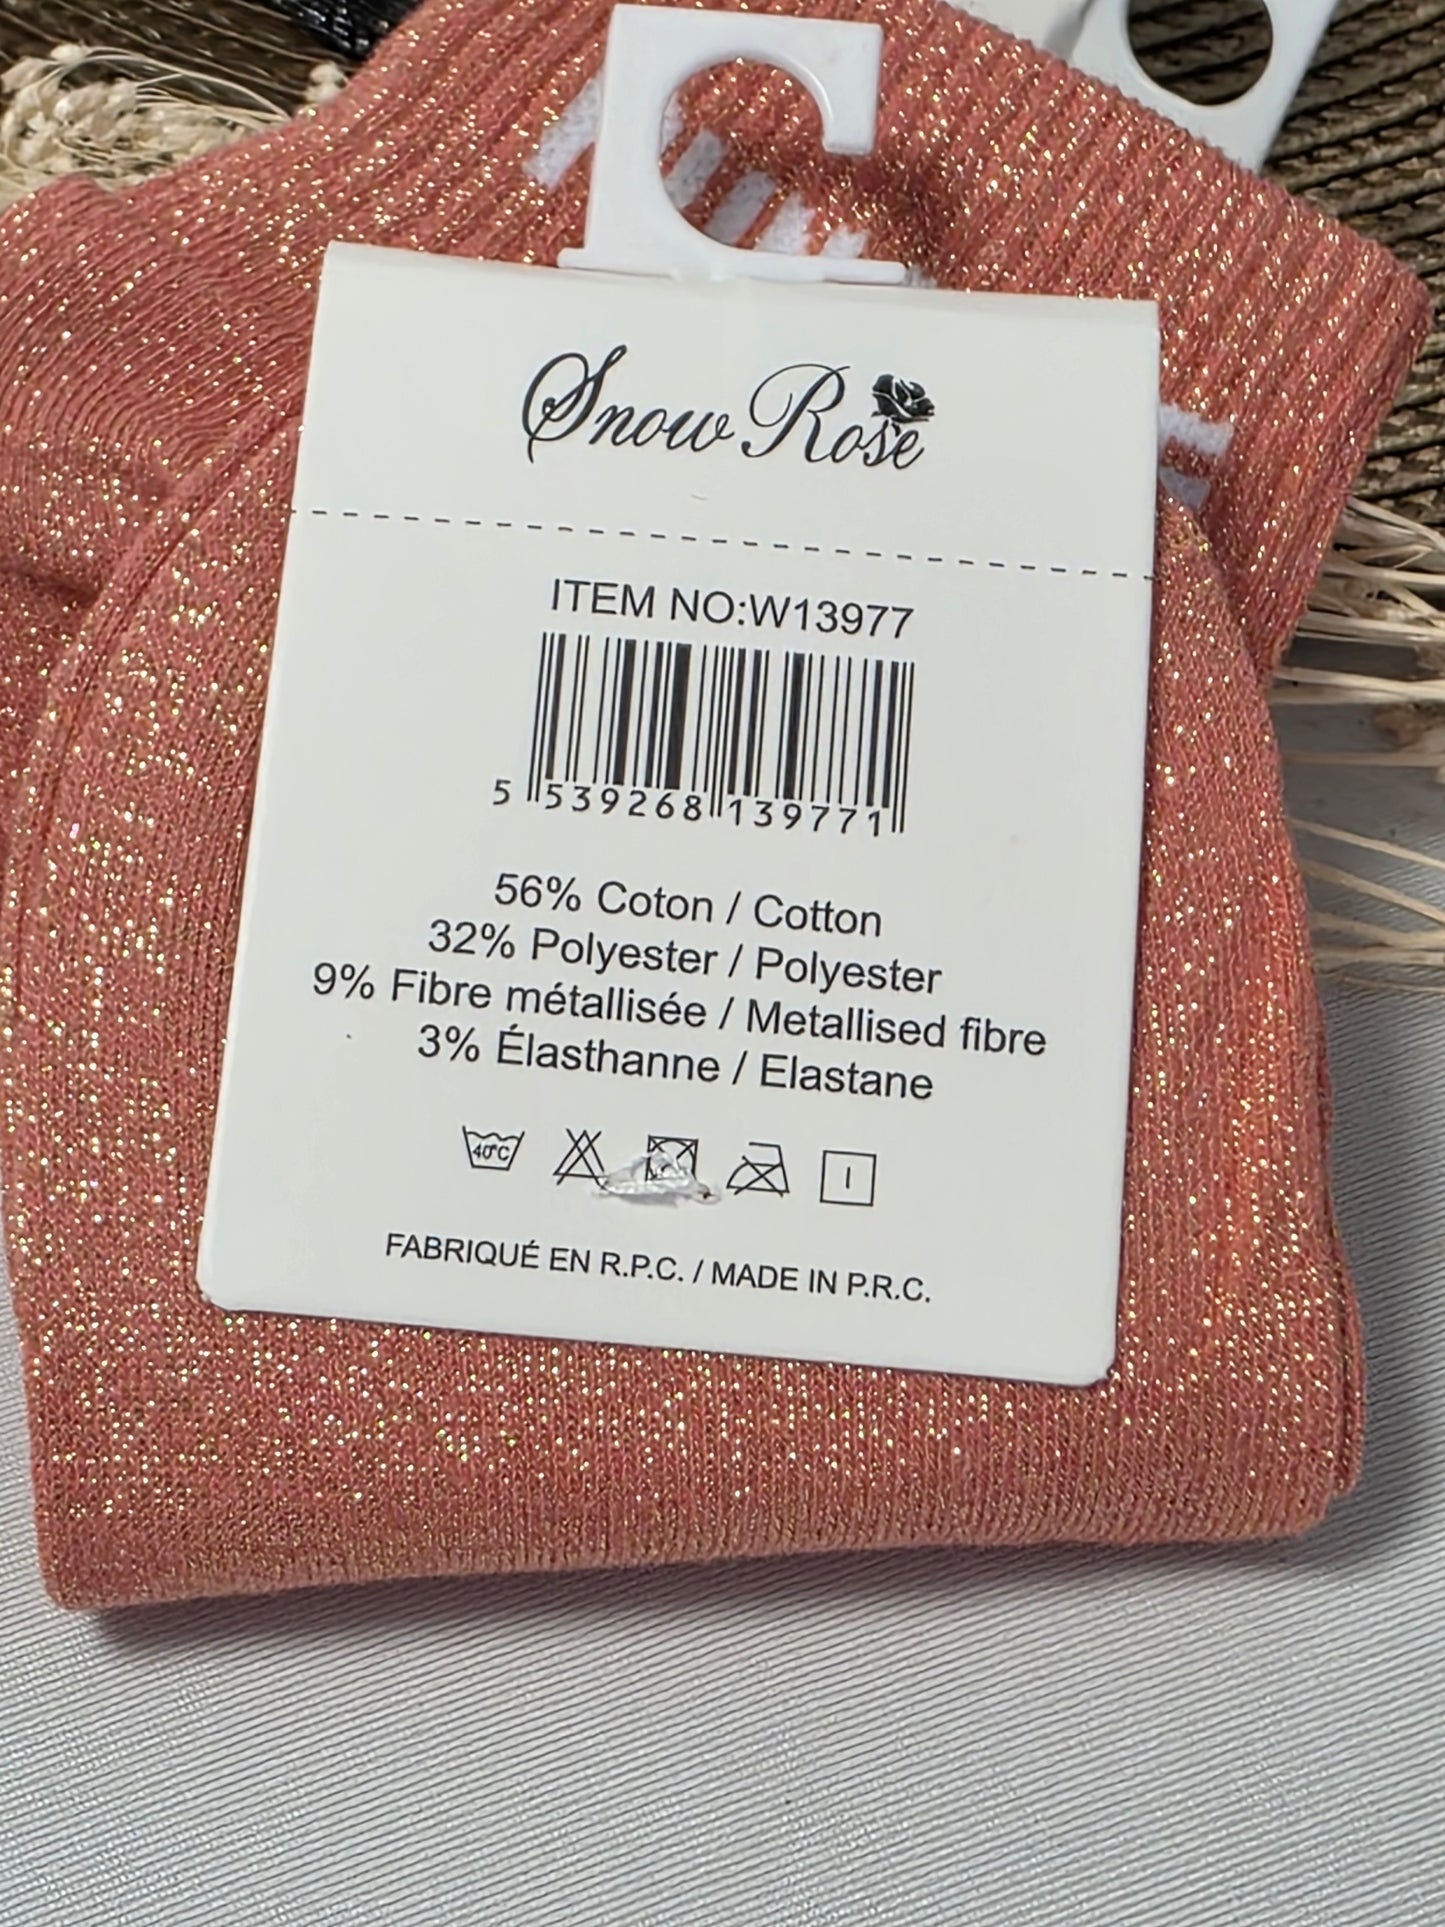 Snow Rose
ITEM NO:W13977
5 539268 139771
56% Coton / Cotton
32% Polyester / Polyester
9% Fibre métallisée / Metallised fibre
3% Élasthanne / Elastane
40°C
FABRIQUÉ EN R.P.C. / MADE IN P.R.C.